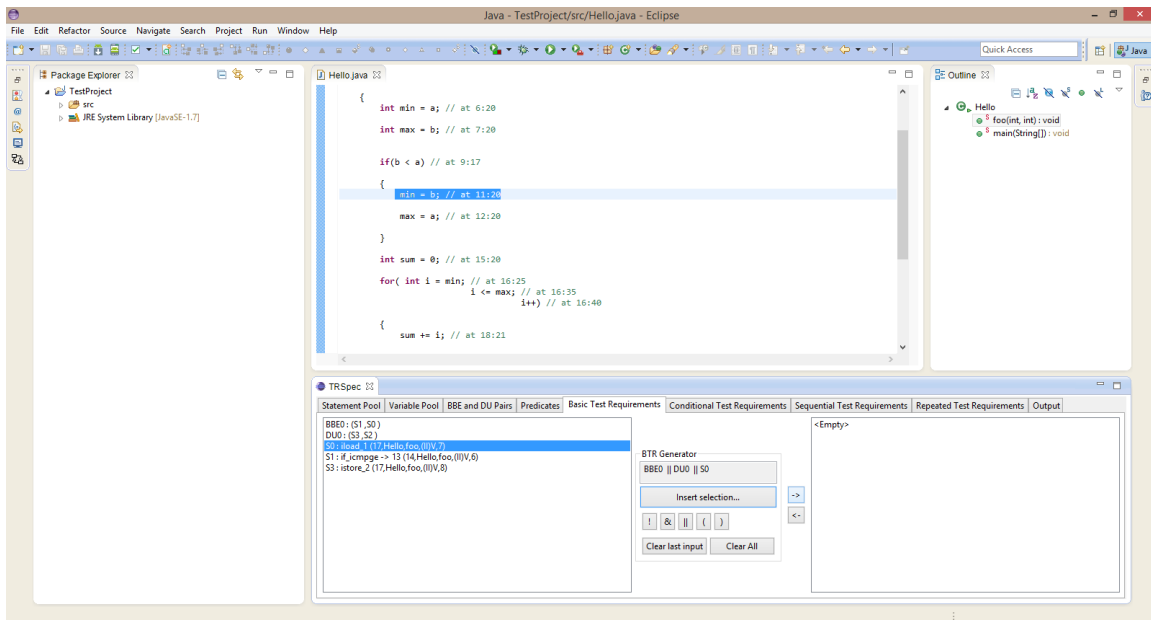 Java - TestProject/src/Hello.java - Eclipse
File Edit Refactor Source Navigate Search Project Run Window Help
Quick Access
Java
Package Explorer
TestProject
src
JRE System Library [JavaSE-1.7]
Hello.java
{
int min = a; // at 6:20
int max = b; // at 7:20
if(b < a) // at 9:17
{
min = b; // at 11:20
max = a; // at 12:20
}
int sum = 0; // at 15:20
for( int i = min; // at 16:25
i <= max; // at 16:35
i++) // at 16:40
{
sum += i; // at 18:21
Outline
Hello
foo(int, int) : void
main(String[]) : void
TRSpec
Statement Pool Variable Pool BBE and DU Pairs Predicates Basic Test Requirements Conditional Test Requirements Sequential Test Requirements Repeated Test Requirements Output
BBE0 : (S1 ,S0 )
DU0 : (S3 ,S2 )
S0 : iload_1 (17,Hello,foo,(II)V,7)
S1 : if_icmpge -> 13 (14,Hello,foo,(II)V,6)
S3 : istore_2 (17,Hello,foo,(II)V,8)
BTR Generator
BBE0 || DU0 || S0
Insert selection...
! & || ( )
Clear last input Clear All
->
<-
<Empty>